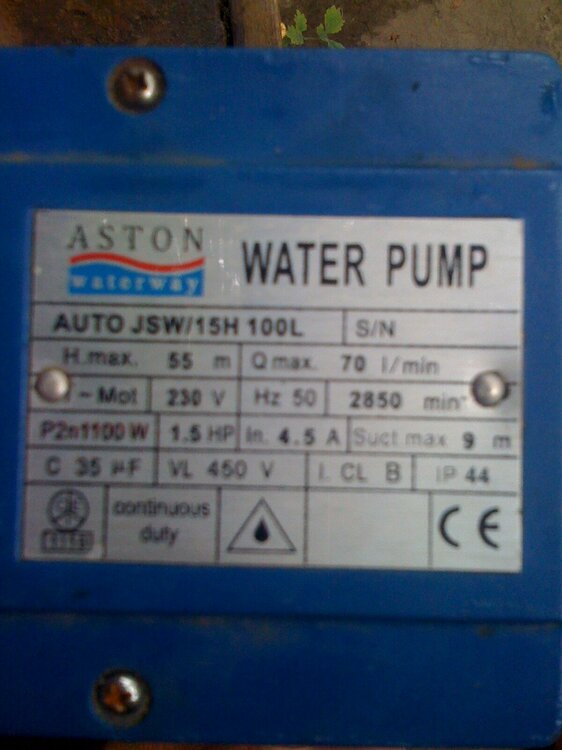 ASTON
waterway
WATER PUMP
AUTO JSW/15H 100L S/N
H.max. 55 m Q max. 70 l/min
~ Mot 230 V Hz 50 2850 min⁻
P2n1100 W 1.5 HP In. 4.5 A Suct max 9 m
C 35 µF VL 450 V I. CL B IP 44
continuous
duty
CE